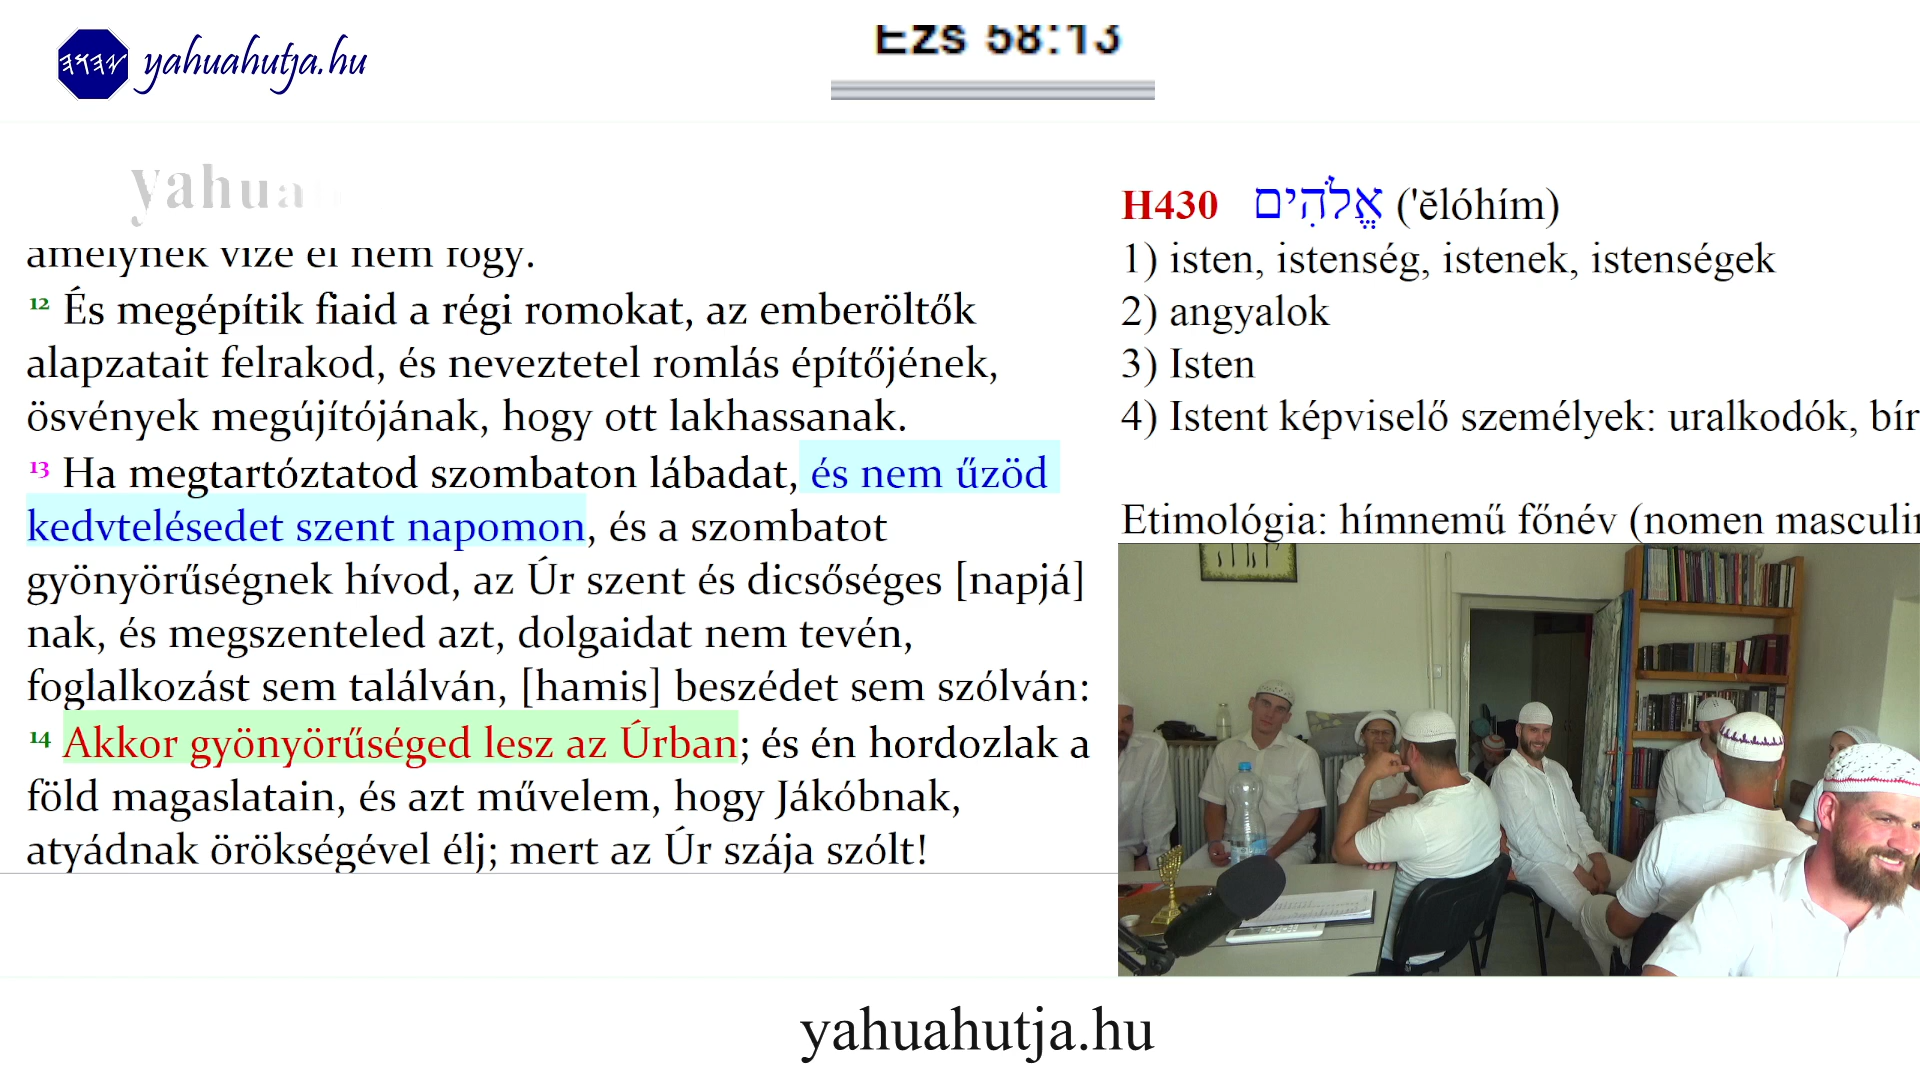 yahuahutja.hu
Ézs 58:13
yahua
amelynek vize el nem fogy.
12 És megépítik fiaid a régi romokat, az emberöltők
alapzatait felrakod, és neveztetel romlás építőjének,
ösvények megújítójának, hogy ott lakhassanak.
13 Ha megtartóztatod szombaton lábadat, és nem űzöd
kedvtelésedet szent napomon, és a szombatot
gyönyörűségnek hívod, az Úr szent és dicsőséges [napjá]
nak, és megszenteled azt, dolgaidat nem tevén,
foglalkozást sem találván, [hamis] beszédet sem szólván:
14 Akkor gyönyörűséged lesz az Úrban; és én hordozlak a
föld magaslatain, és azt művelem, hogy Jákóbnak,
atyádnak örökségével élj; mert az Úr szája szólt!
H430 אֱלֹהִים ('ĕlóhím)
1) isten, istenség, istenek, istenségek
2) angyalok
3) Isten
4) Istent képviselő személyek: uralkodók, bír
Etimológia: hímnemű főnév (nomen masculin
yahuahutja.hu